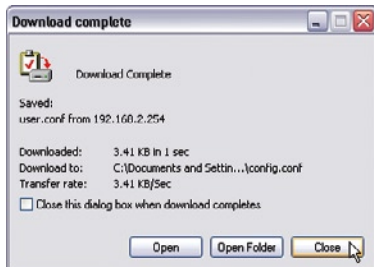 Download complete
Download Complete
Saved:
user.conf from 192.168.2.254
Downloaded: 3.41 KB in 1 sec
Download to: C:\Documents and Settin...\config.conf
Transfer rate: 3.41 KB/Sec
Close this dialog box when download completes
Open Open Folder Close